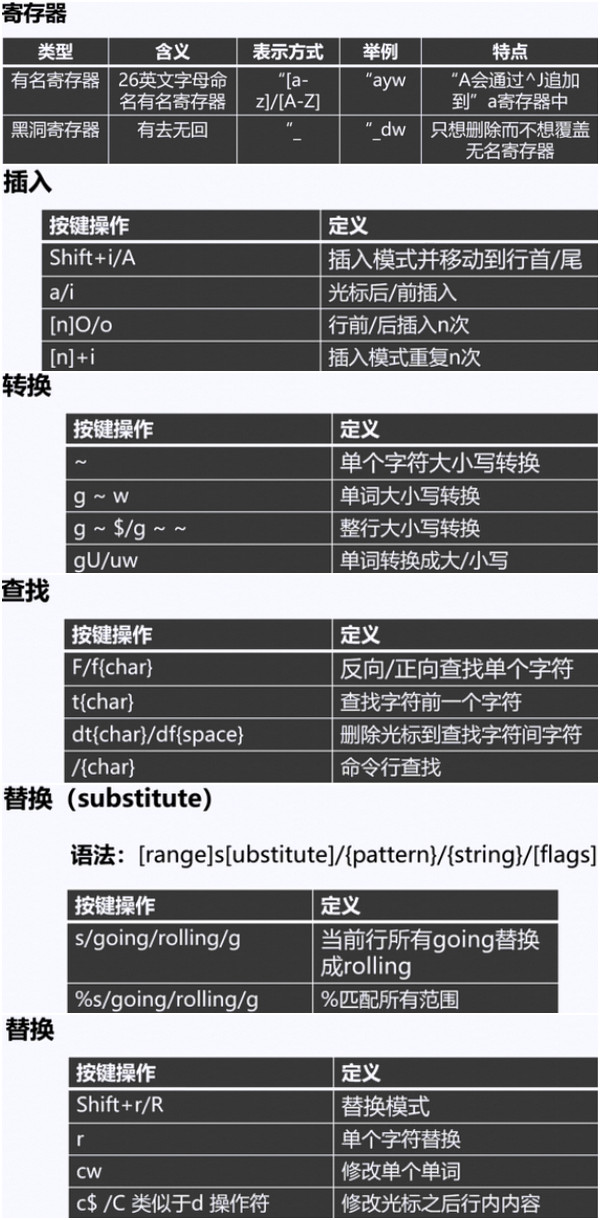 寄存器
类型 含义 表示方式 举例 特点
有名寄存器 26英文字母命名有名寄存器 “[a-z]/[A-Z] “ayw “A会通过^J追加到”a寄存器中
黑洞寄存器 有去无回 “_ “_dw 只想删除而不想覆盖无名寄存器
插入
按键操作 定义
Shift+i/A 插入模式并移动到行首/尾
a/i 光标后/前插入
[n]O/o 行前/后插入n次
[n]+i 插入模式重复n次
转换
按键操作 定义
~ 单个字符大小写转换
g ~ w 单词大小写转换
g ~ $/g ~ ~ 整行大小写转换
gU/uw 单词转换成大/小写
查找
按键操作 定义
F/f{char} 反向/正向查找单个字符
t{char} 查找字符前一个字符
dt{char}/df{space} 删除光标到查找字符间字符
/{char} 命令行查找
替换（substitute）
语法：[range]s[ubstitute]/{pattern}/{string}/[flags]
按键操作 定义
s/going/rolling/g 当前行所有going替换成rolling
%s/going/rolling/g %匹配所有范围
替换
按键操作 定义
Shift+r/R 替换模式
r 单个字符替换
cw 修改单个单词
c$ /C 类似于d 操作符 修改光标之后行内内容